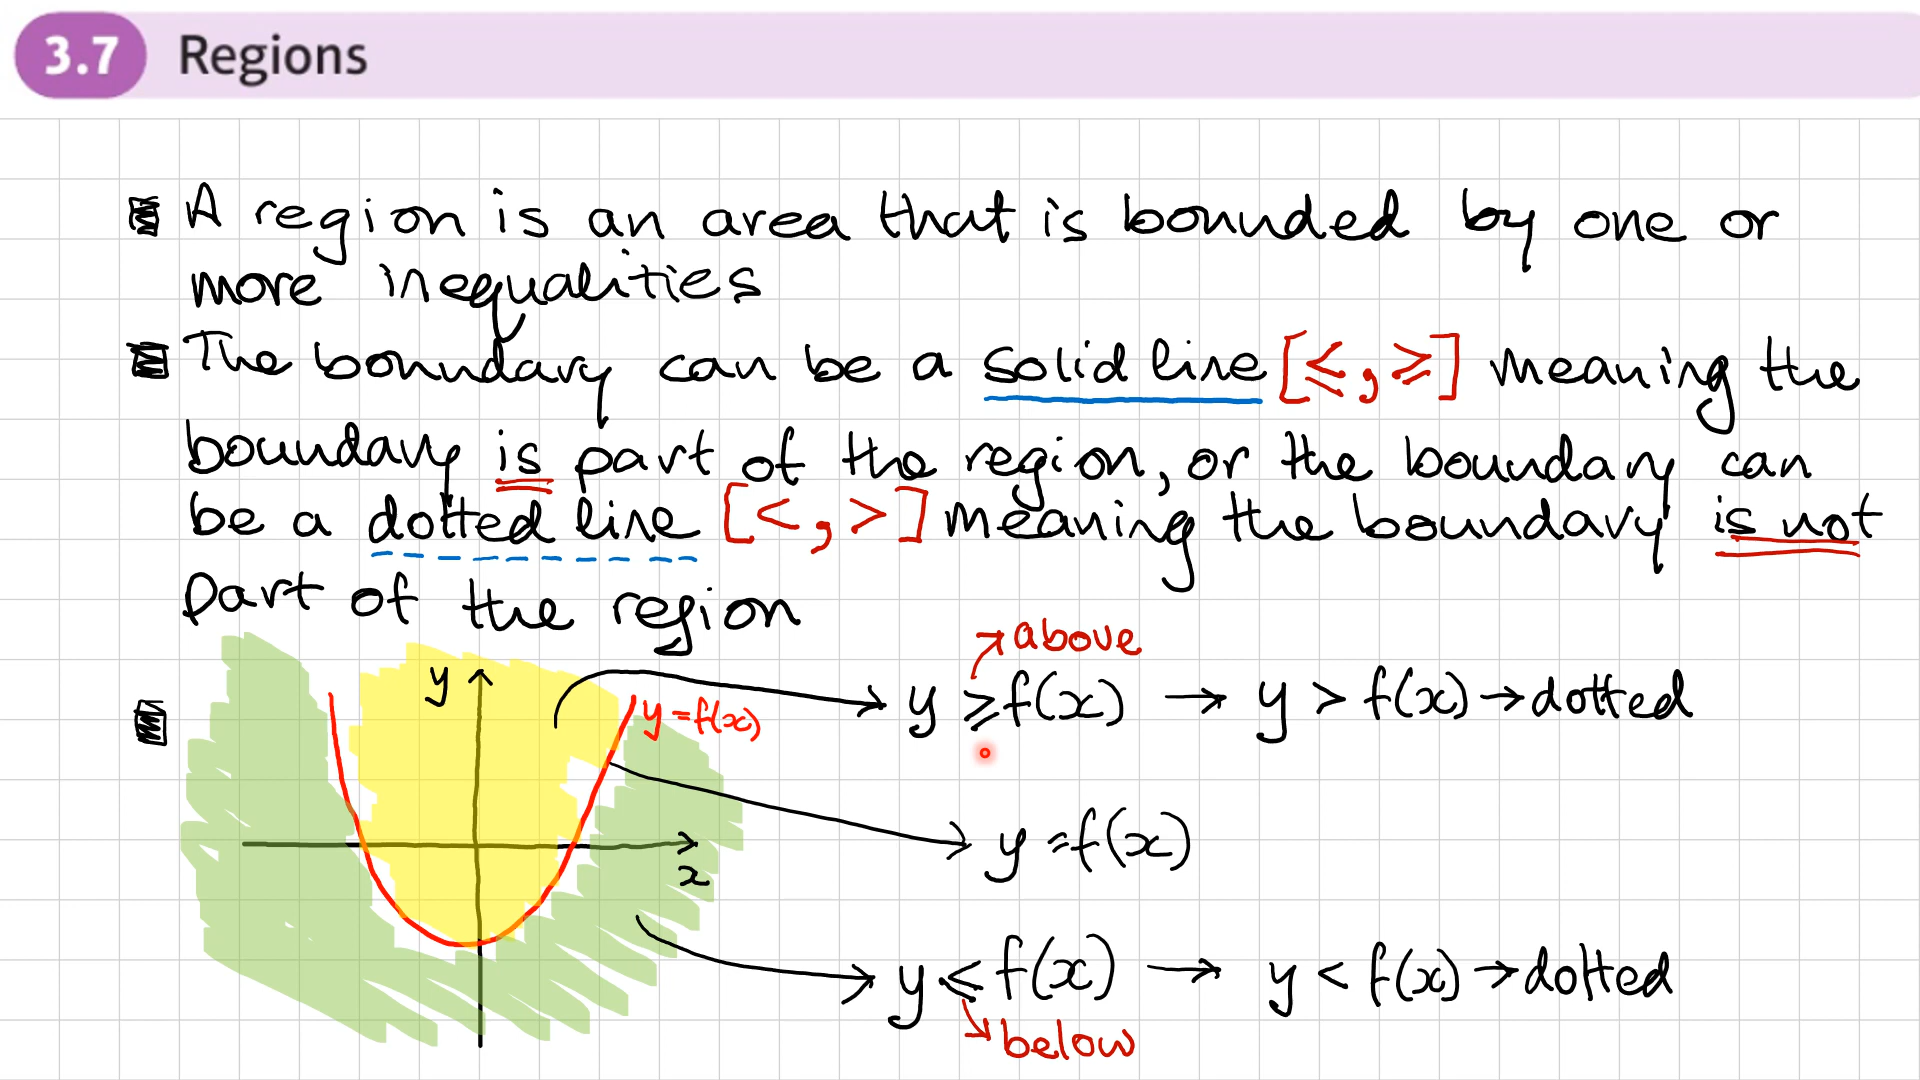 3.7 Regions
A region is an area that is bounded by one or
more inequalities
The boundary can be a solid line [⩽, ⩾] meaning the
boundary is part of the region, or the boundary can
be a dotted line [<, >] meaning the boundary is not
part of the region
above
y
y = f(x)
y ⩾ f(x) → y > f(x) → dotted
y = f(x)
x
y ⩽ f(x) → y < f(x) → dotted
below